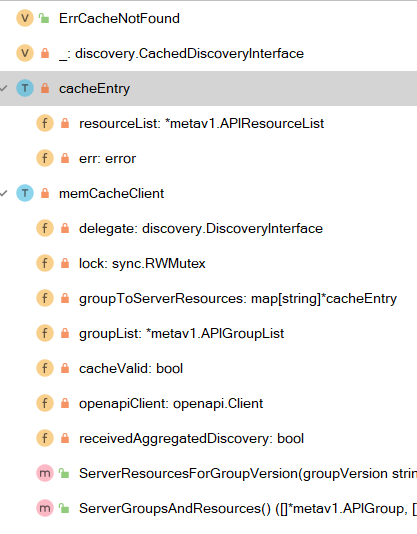 V ErrCacheNotFound
V _: discovery.CachedDiscoveryInterface
T cacheEntry
f resourceList: *metav1.APIResourceList
f err: error
T memCacheClient
f delegate: discovery.DiscoveryInterface
f lock: sync.RWMutex
f groupToServerResources: map[string]*cacheEntry
f groupList: *metav1.APIGroupList
f cacheValid: bool
f openapiClient: openapi.Client
f receivedAggregatedDiscovery: bool
m ServerResourcesForGroupVersion(groupVersion strin
m ServerGroupsAndResources() ([]*metav1.APIGroup, [